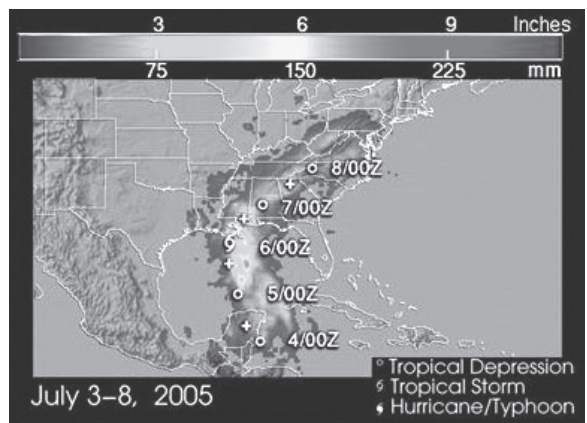 3 6 9 Inches
75 150 225 mm
8/00Z
7/00Z
6/00Z
5/00Z
4/00Z
Tropical Depression
Tropical Storm
July 3-8, 2005
Hurricane/Typhoon